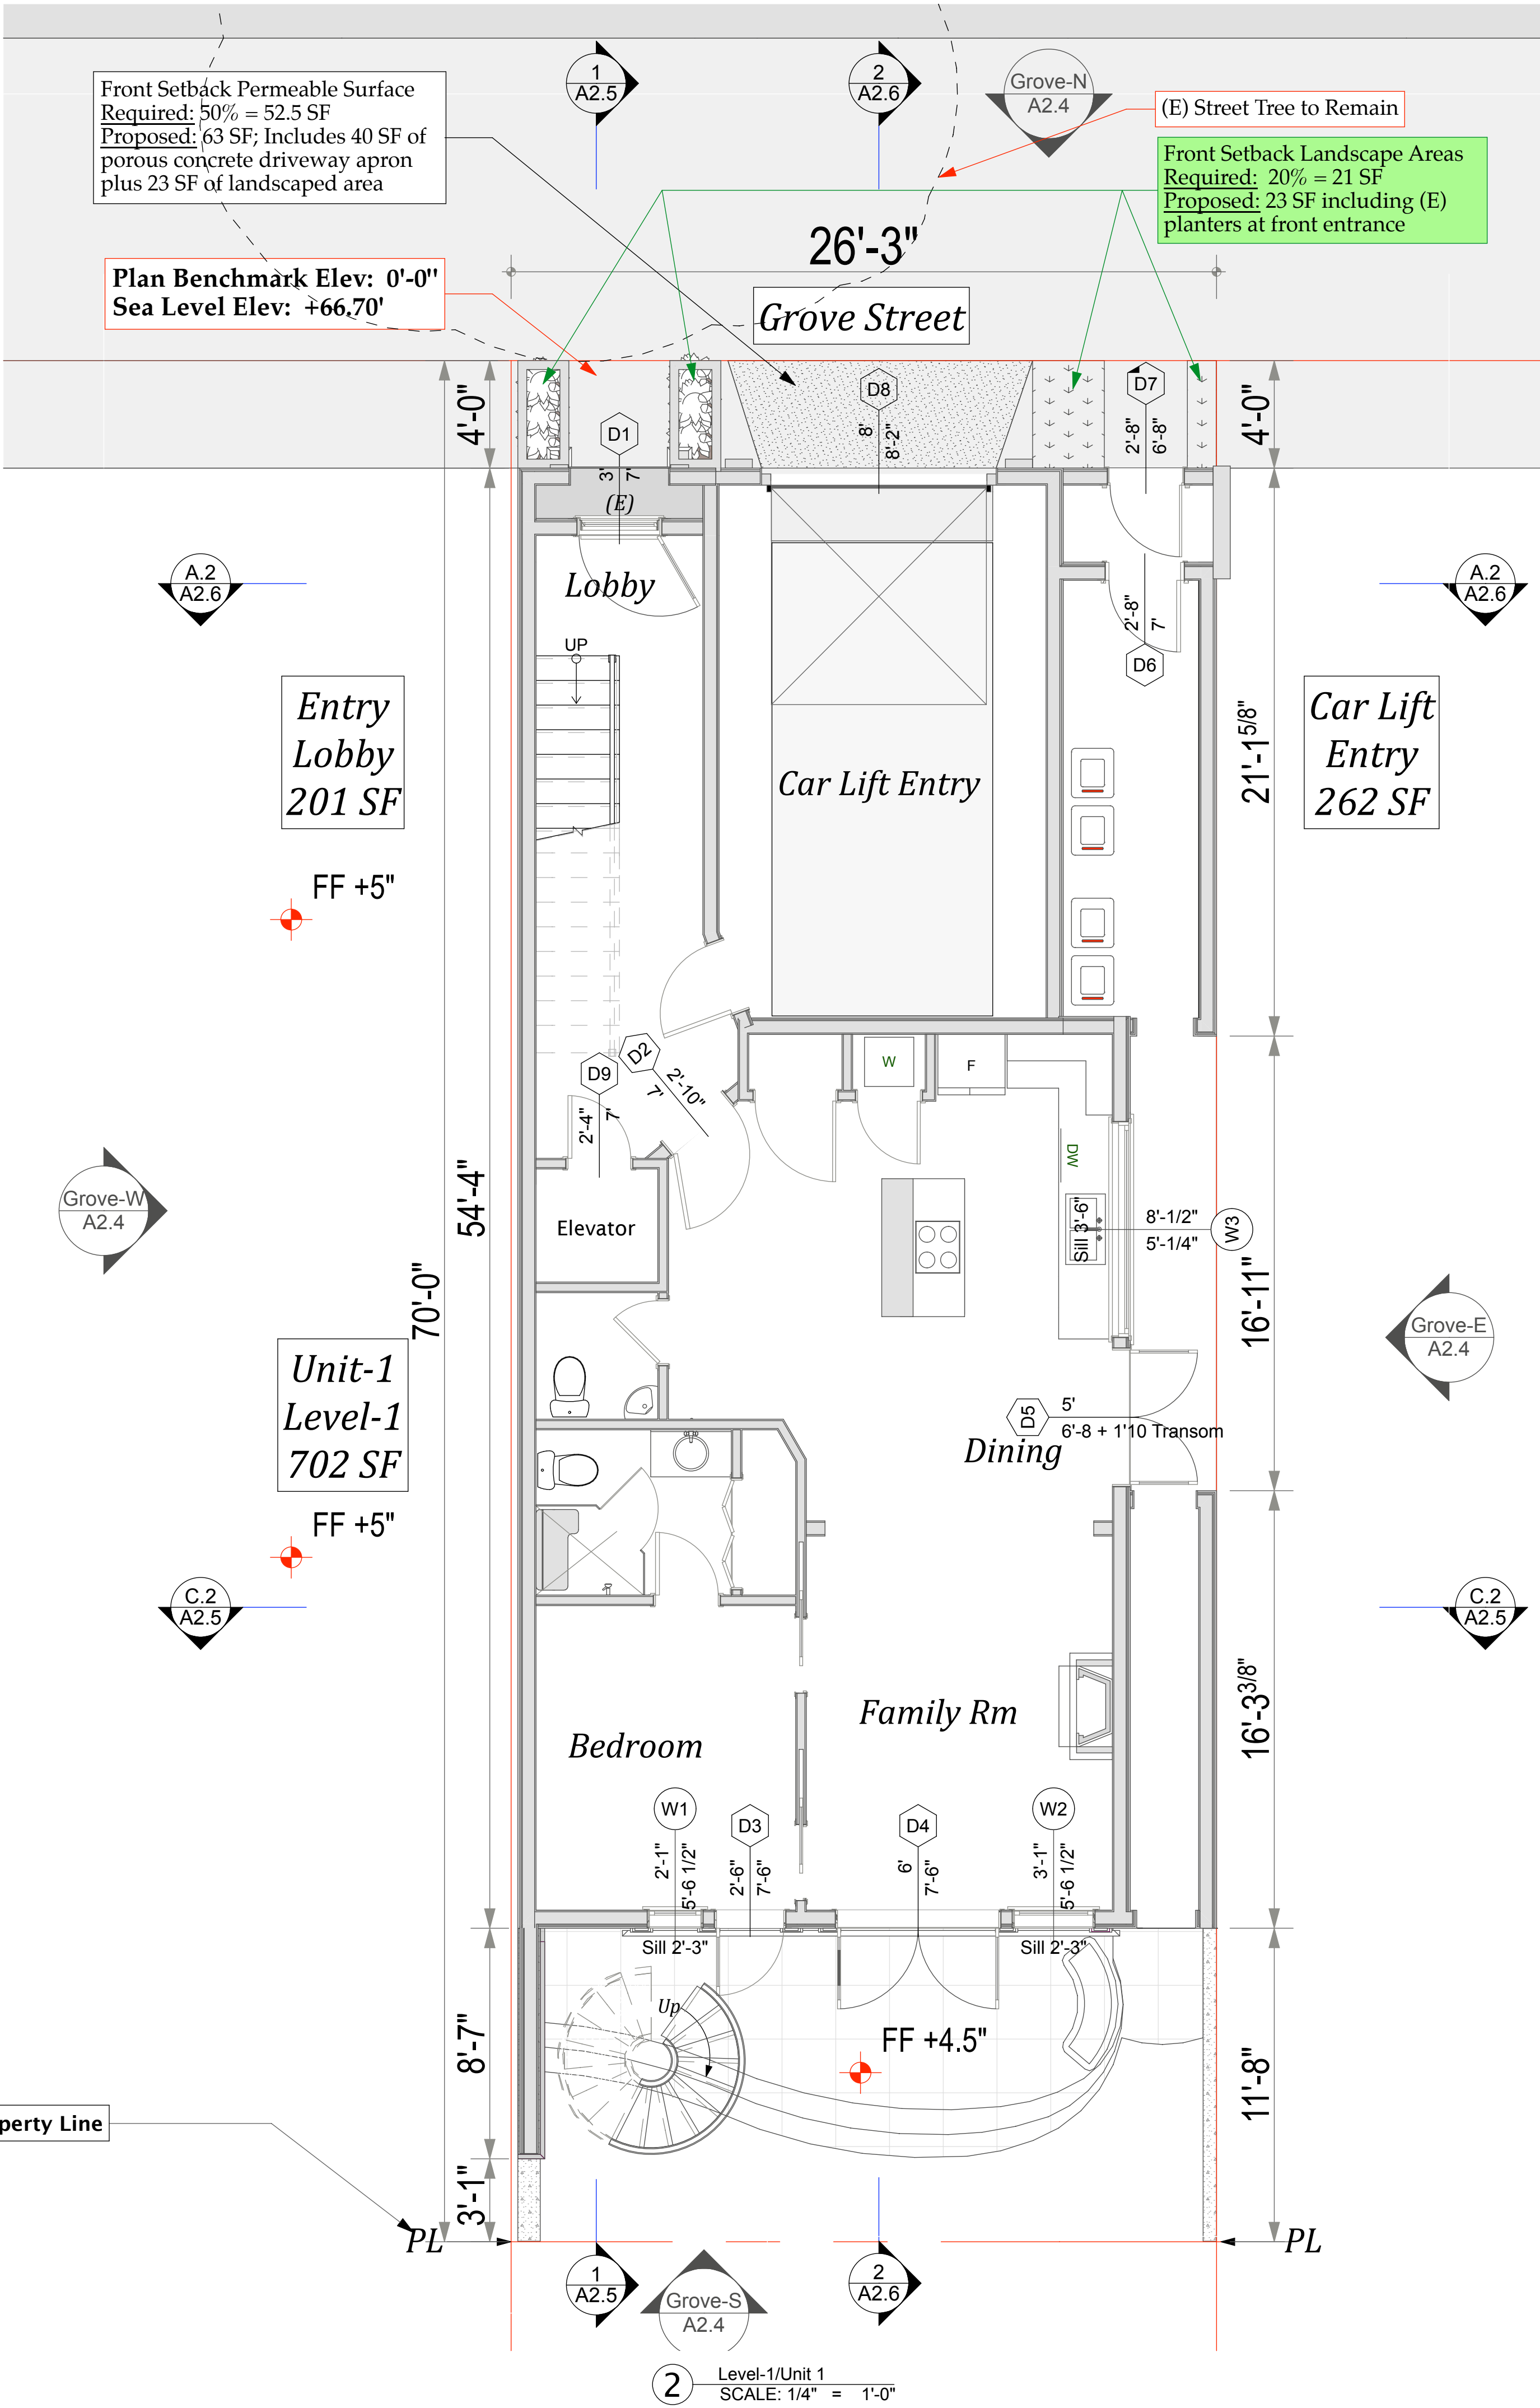 Front Setback Permeable Surface
Required: 50% = 52.5 SF
Proposed: 63 SF; Includes 40 SF of
porous concrete driveway apron
plus 23 SF of landscaped area
1
A2.5
2
A2.6
Grove-N
A2.4
(E) Street Tree to Remain
Front Setback Landscape Areas
Required: 20% = 21 SF
Proposed: 23 SF including (E)
planters at front entrance
26'-3"
Plan Benchmark Elev: 0'-0"
Sea Level Elev: +66.70'
Grove Street
4'-0"
D1
3'
7'
(E)
D8
8'
8'-2"
D7
2'-8"
6'-8"
4'-0"
A.2
A2.6
Lobby
UP
2'-8"
7'
D6
A.2
A2.6
Entry
Lobby
201 SF
Car Lift Entry
21'-1 5/8"
Car Lift
Entry
262 SF
FF +5"
D9
2'-4"
7'
D2
2'-10"
7'
W
F
DW
Grove-W
A2.4
54'-4"
70'-0"
Elevator
Sill 3'-6"
8'-1/2"
5'-1/4"
W3
16'-11"
Grove-E
A2.4
Unit-1
Level-1
702 SF
D5
5'
6'-8 + 1'10 Transom
Dining
FF +5"
C.2
A2.5
C.2
A2.5
Family Rm
Bedroom
16'-3 3/8"
W1
2'-1"
5'-6 1/2"
D3
2'-6"
7'-6"
D4
6'
7'-6"
W2
3'-1"
5'-6 1/2"
Sill 2'-3"
Sill 2'-3"
Up
FF +4.5"
8'-7"
11'-8"
perty Line
3'-1"
PL
PL
1
A2.5
Grove-S
A2.4
2
A2.6
2
Level-1/Unit 1
SCALE: 1/4" = 1'-0"